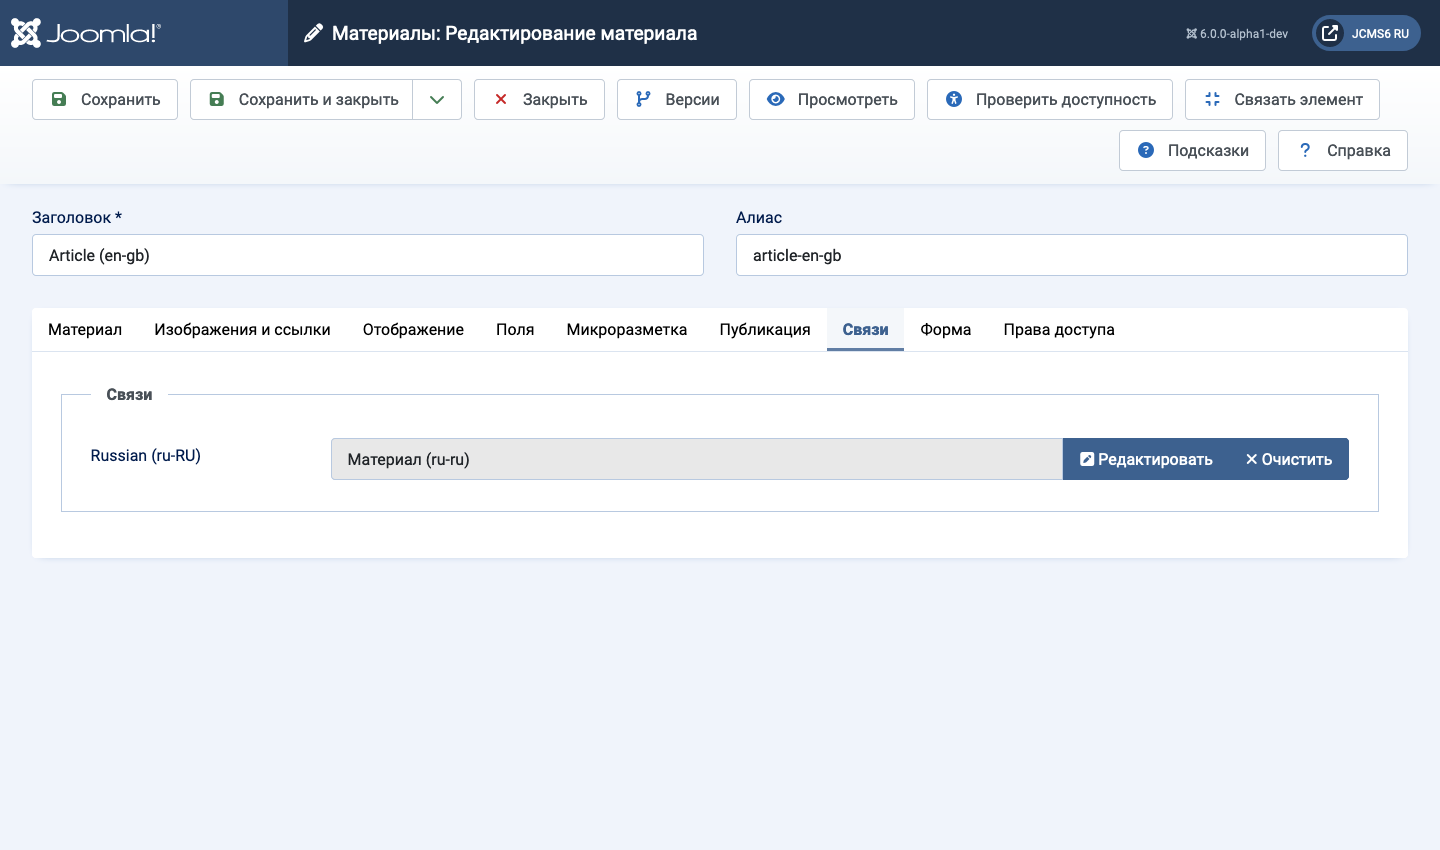 Joomla!®
Материалы: Редактирование материала
6.0.0-alpha1-dev
JCMS6 RU
Сохранить
Сохранить и закрыть
Закрыть
Версии
Просмотреть
Проверить доступность
Связать элемент
Подсказки
Справка
Заголовок *
Алиас
Article (en-gb)
article-en-gb
Материал
Изображения и ссылки
Отображение
Поля
Микроразметка
Публикация
Связи
Форма
Права доступа
Связи
Russian (ru-RU)
Материал (ru-ru)
Редактировать
Очистить